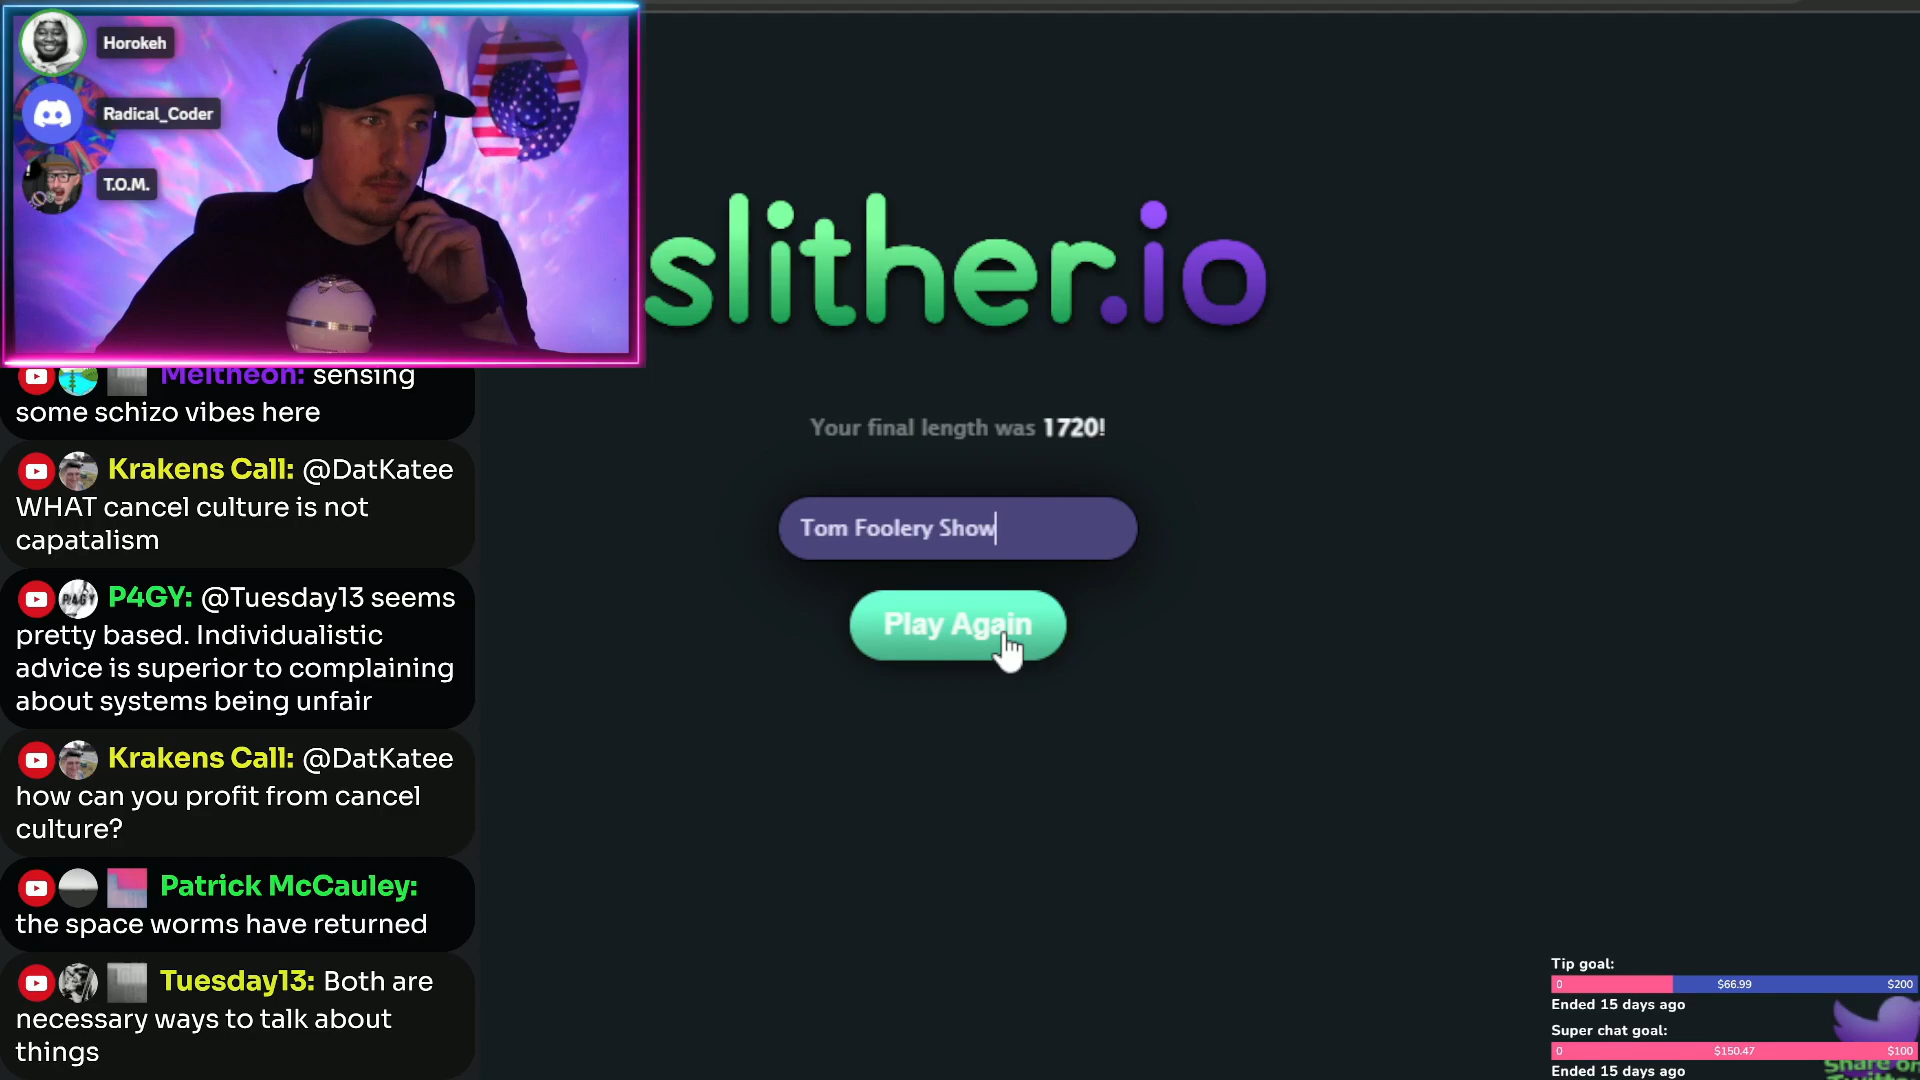 Horokeh
Radical_Coder
T.O.M.
slither.io
Your final length was 1720!
Tom Foolery Show
Play Again
Meltheon: sensing
some schizo vibes here
Krakens Call: @DatKatee
WHAT cancel culture is not
capatalism
P4GY: @Tuesday13 seems
pretty based. Individualistic
advice is superior to complaining
about systems being unfair
Krakens Call: @DatKatee
how can you profit from cancel
culture?
Patrick McCauley:
the space worms have returned
Tuesday13: Both are
necessary ways to talk about
things
Tip goal:
0 $66.99 $200
Ended 15 days ago
Super chat goal:
0 $150.47 $100
Ended 15 days ago
Share on